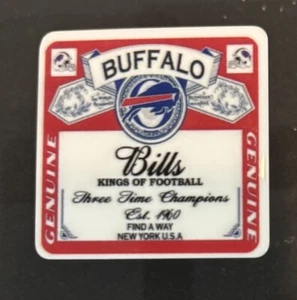 BUFFALO
Bills
KINGS OF FOOTBALL
Three Time Champions
Est. 1960
FIND A WAY
NEW YORK U.S.A
GENUINE
GENUINE